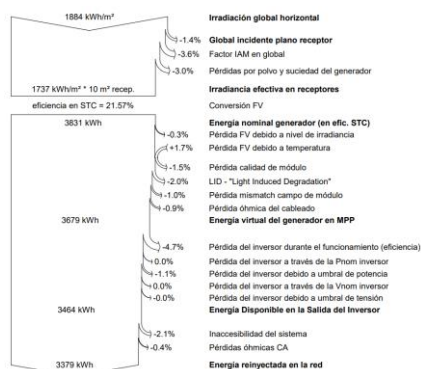 1884 kWh/m² Irradiación global horizontal
-1.4% Global incidente plano receptor
-3.6% Factor IAM en global
-3.0% Pérdidas por polvo y suciedad del generador
1737 kWh/m² * 10 m² recep. Irradiancia efectiva en receptores
eficiencia en STC = 21.57% Conversión FV
3831 kWh Energía nominal generador (en efic. STC)
-0.3% Pérdida FV debido a nivel de irradiancia
+1.7% Pérdida FV debido a temperatura
-1.5% Pérdida calidad de módulo
-2.0% LID - "Light Induced Degradation"
-1.0% Pérdida mismatch campo de módulo
-0.9% Pérdida óhmica del cableado
3679 kWh Energía virtual del generador en MPP
-4.7% Pérdida del inversor durante el funcionamiento (eficiencia)
0.0% Pérdida del inversor a través de la Pnom inversor
-1.1% Pérdida del inversor debido a umbral de potencia
0.0% Pérdida del inversor a través de la Vnom inversor
-0.0% Pérdida del inversor debido a umbral de tensión
3464 kWh Energía Disponible en la Salida del Inversor
-2.1% Inaccesibilidad del sistema
-0.4% Pérdidas óhmicas CA
3379 kWh Energía reinyectada en la red